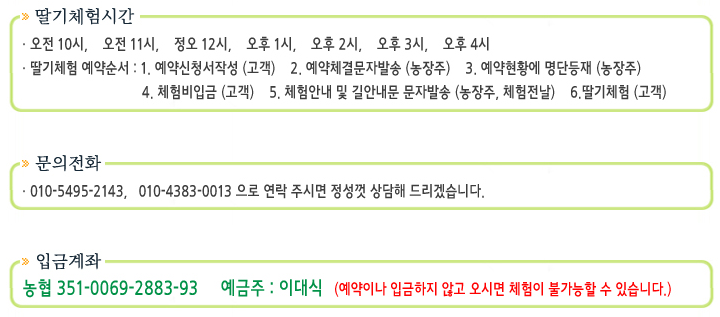 » 딸기체험시간
· 오전 10시, 오전 11시, 정오 12시, 오후 1시, 오후 2시, 오후 3시, 오후 4시
· 딸기체험 예약순서 : 1. 예약신청서작성 (고객) 2. 예약체결문자발송 (농장주) 3. 예약현황에 명단등재 (농장주)
4. 체험비입금 (고객) 5. 체험안내 및 길안내문 문자발송 (농장주, 체험전날) 6.딸기체험 (고객)
» 문의전화
· 010-5495-2143, 010-4383-0013 으로 연락 주시면 정성껏 상담해 드리겠습니다.
» 입금계좌
농협 351-0069-2883-93 예금주 : 이대식 (예약이나 입금하지 않고 오시면 체험이 불가능할 수 있습니다.)